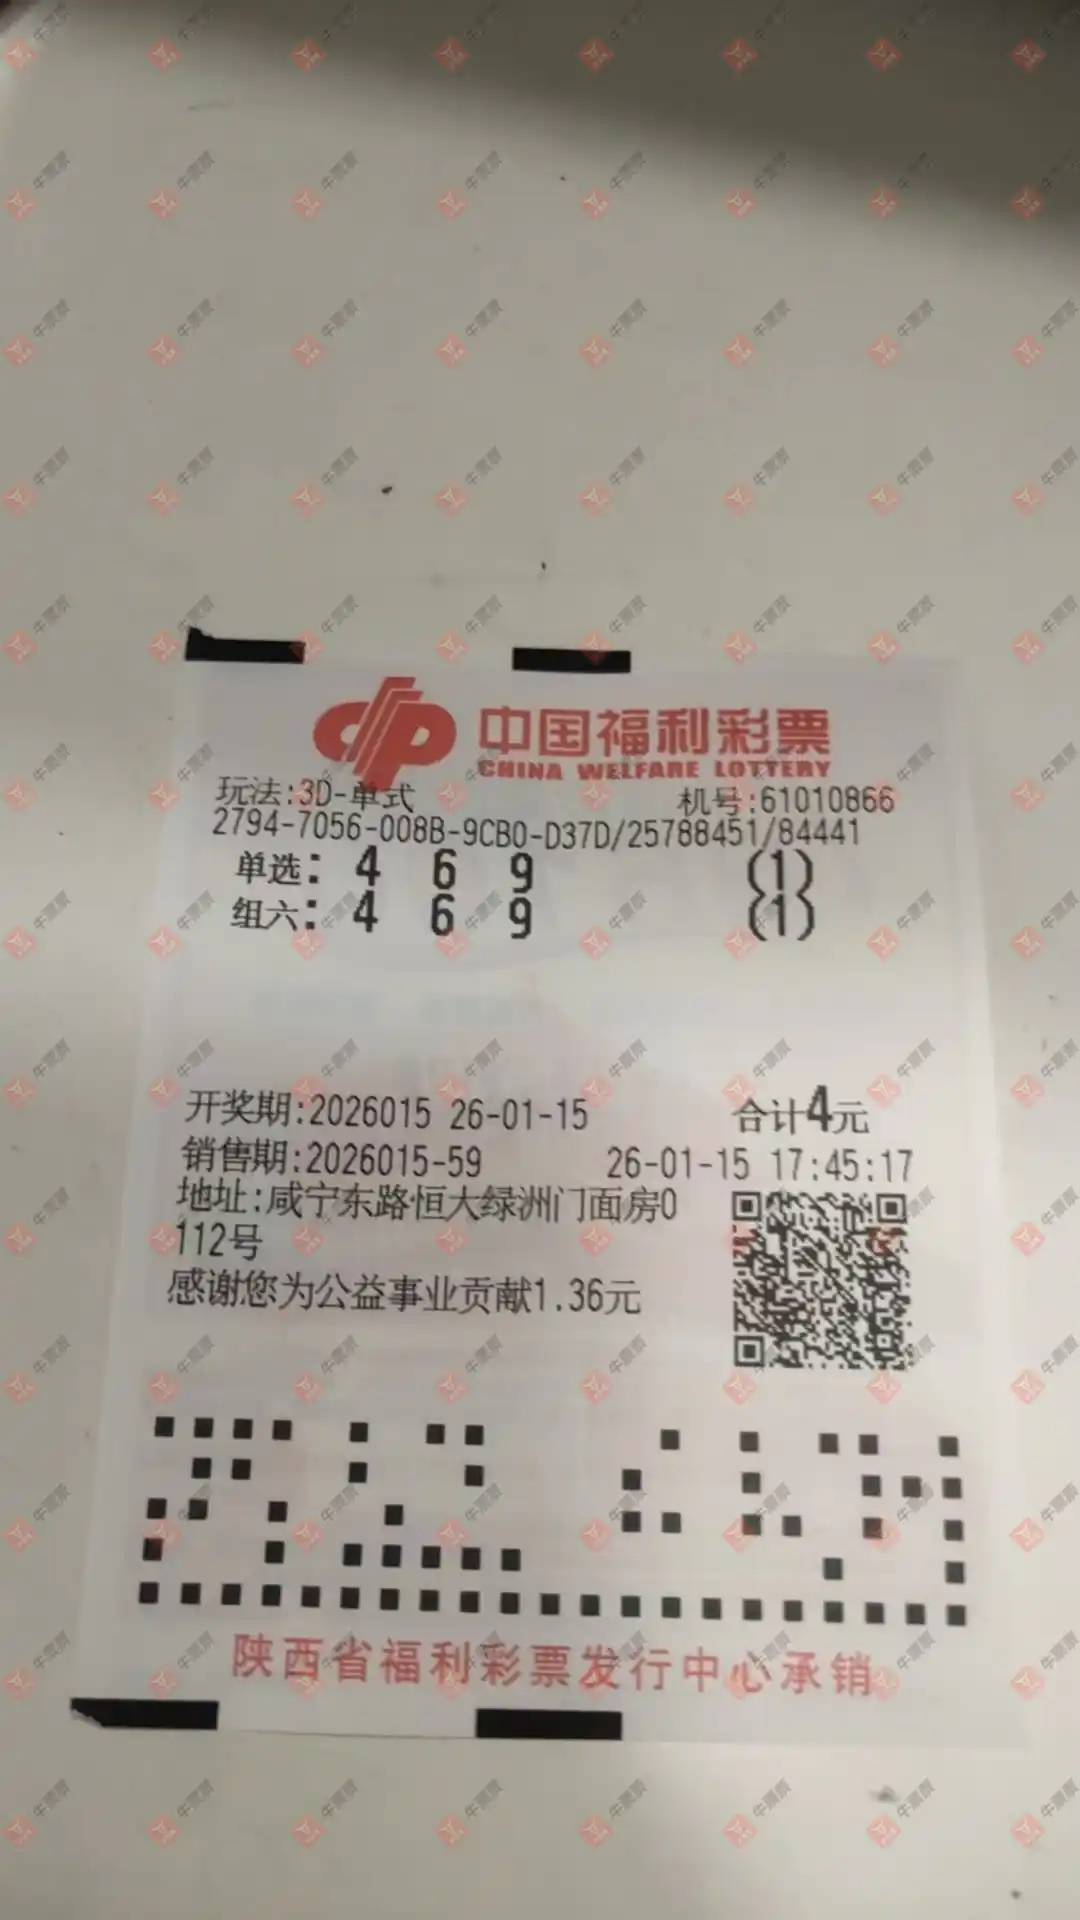 中国福利彩票
CHINA WELFARE LOTTERY
玩法:3D-单式 机号:61010866
2794-7056-008B-9CB0-D37D/25788451/84441
单选: 4 6 9 (1)
组六: 4 6 9 (1)
开奖期:2026015 26-01-15 合计4元
销售期:2026015-59 26-01-15 17:45:17
地址:咸宁东路恒大绿洲门面房0
112号
感谢您为公益事业贡献1.36元
陕西省福利彩票发行中心承销
牛票票